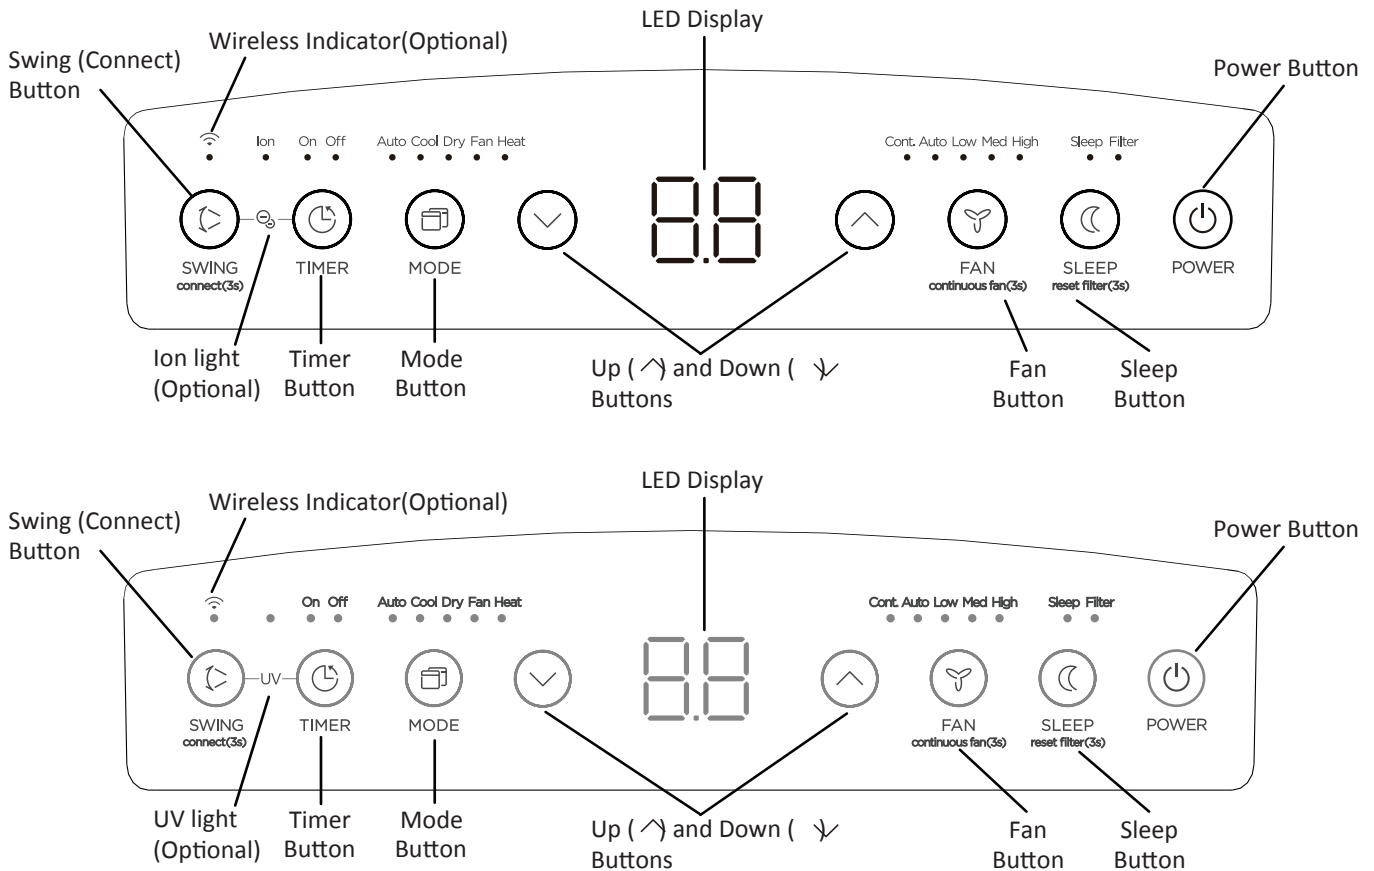 LED Display
Wireless Indicator(Optional)
Swing (Connect)
Button
Power Button
Ion
On Off
Auto Cool Dry Fan Heat
Cont. Auto Low Med High
Sleep Filter
8.8
SWING
connect(3s)
TIMER
MODE
FAN
continuous fan(3s)
SLEEP
reset filter(3s)
POWER
Ion light
(Optional)
Timer
Button
Mode
Button
Up ( ) and Down ( )
Buttons
Fan
Button
Sleep
Button
LED Display
Wireless Indicator(Optional)
Swing (Connect)
Button
Power Button
On Off
Auto Cool Dry Fan Heat
Cont. Auto Low Med High
Sleep Filter
8.8
UV
SWING
connect(3s)
TIMER
MODE
FAN
continuous fan(3s)
SLEEP
reset filter(3s)
POWER
UV light
(Optional)
Timer
Button
Mode
Button
Up ( ) and Down ( )
Buttons
Fan
Button
Sleep
Button